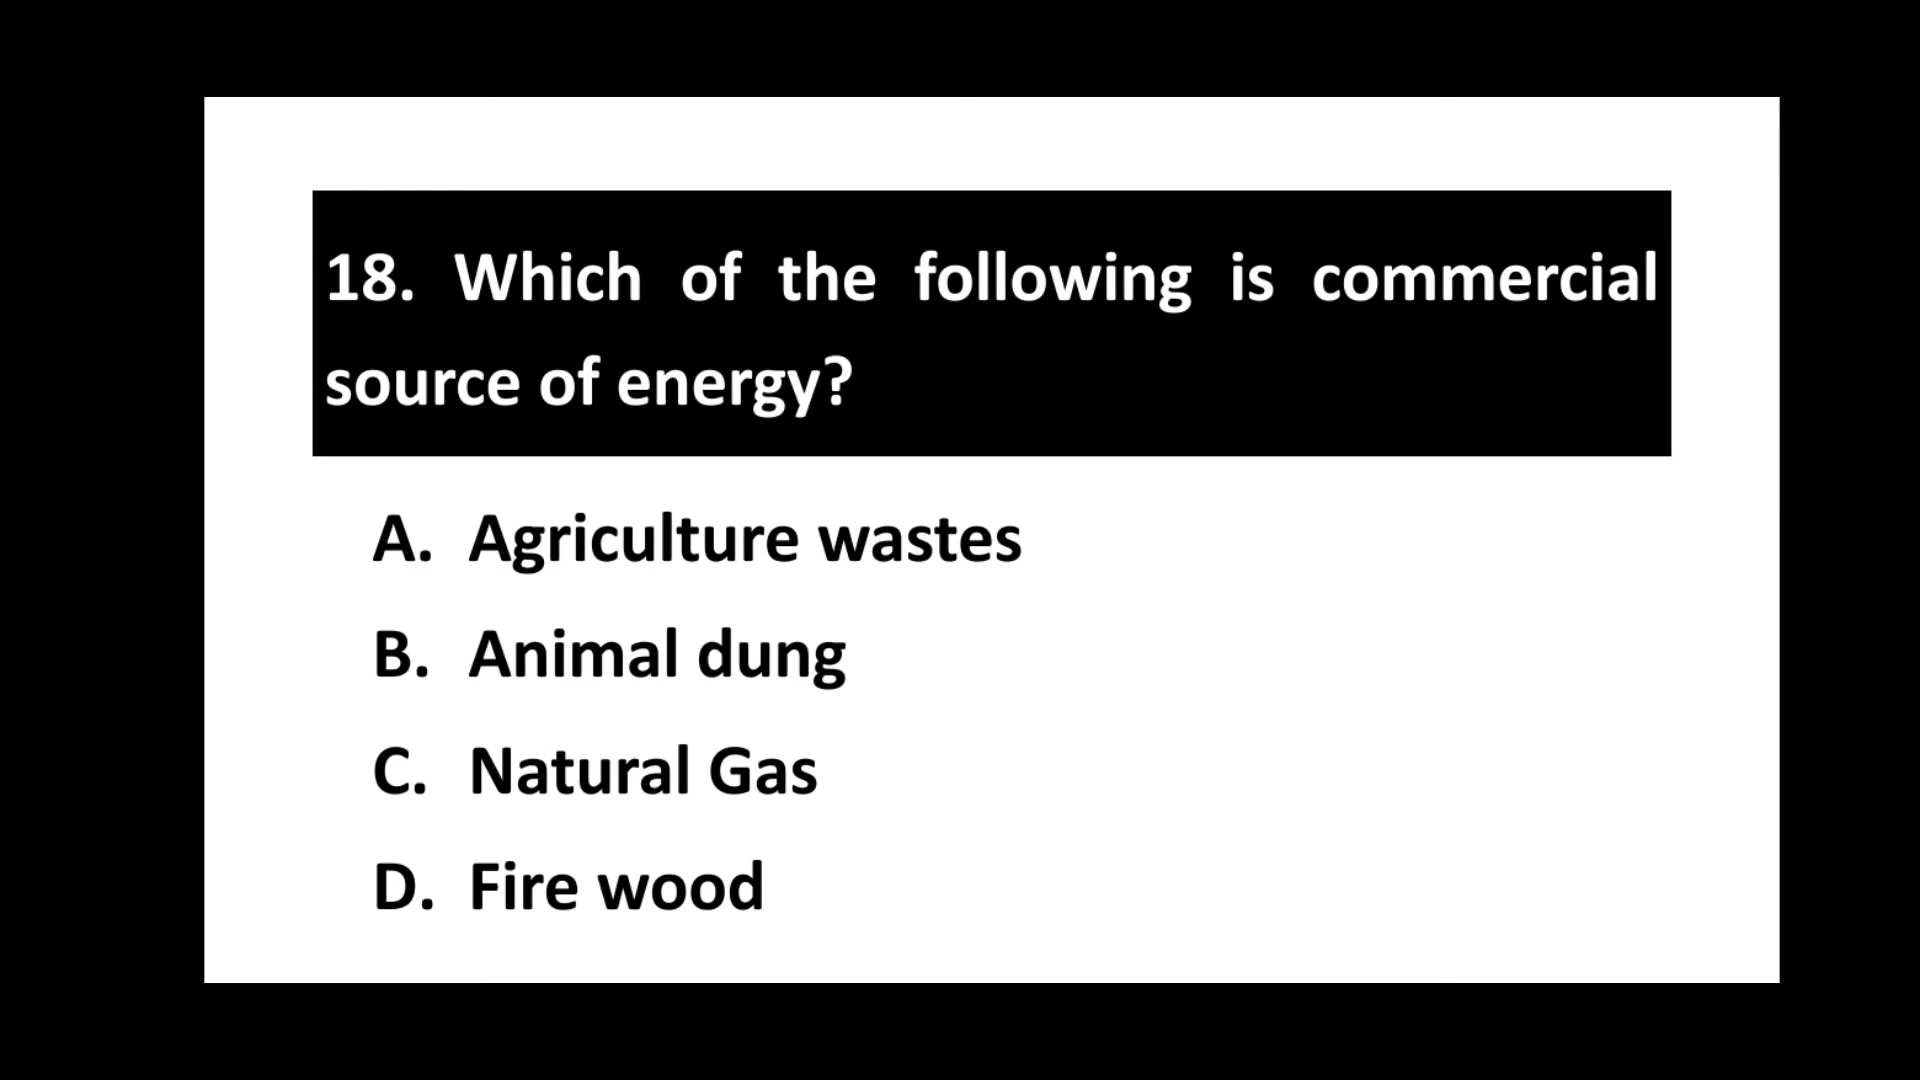 18. Which of the following is commercial
source of energy?
A. Agriculture wastes
B. Animal dung
C. Natural Gas
D. Fire wood